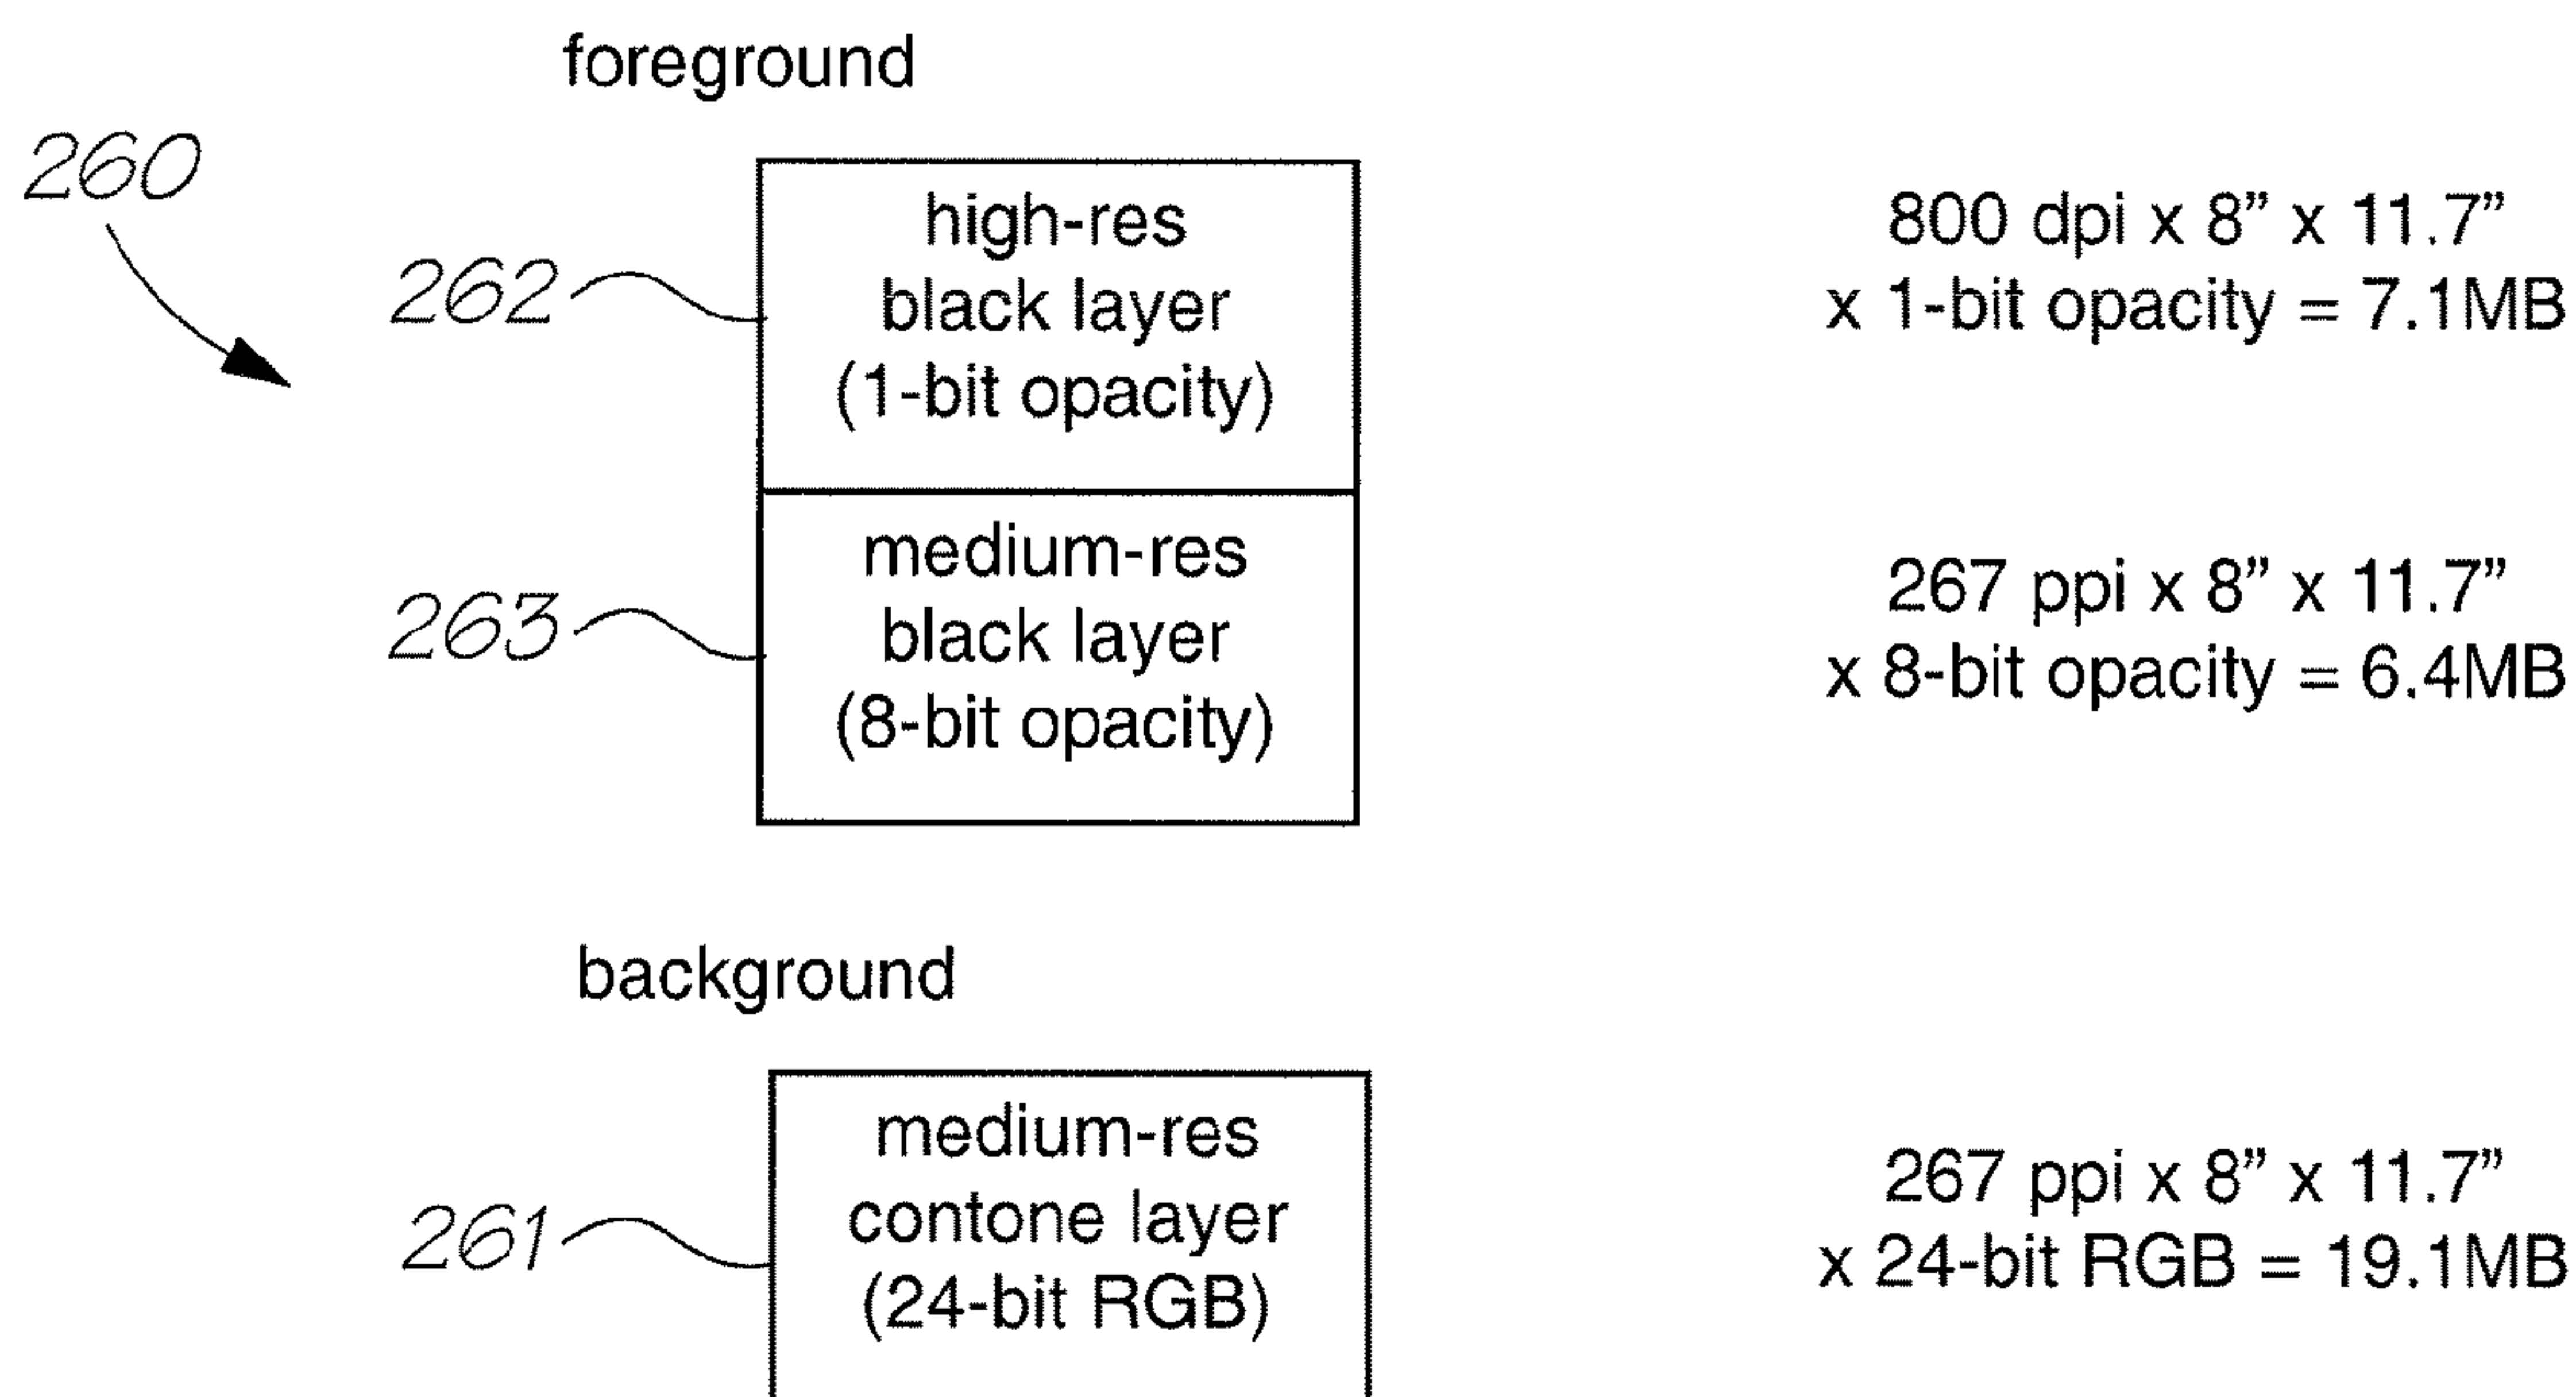 foreground
260
262
high-res
black layer
(1-bit opacity)
800 dpi x 8” x 11.7”
x 1-bit opacity = 7.1MB
263
medium-res
black layer
(8-bit opacity)
267 ppi x 8” x 11.7”
x 8-bit opacity = 6.4MB
background
261
medium-res
contone layer
(24-bit RGB)
267 ppi x 8” x 11.7”
x 24-bit RGB = 19.1MB